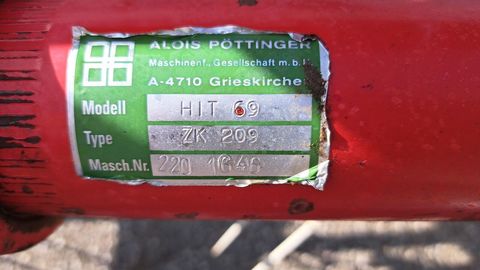 ALOIS PÖTTINGER
Maschinenf., Gesellschaft m.b.
A-4710 Grieskirchen
Modell HIT 69
Type ZK 209
Masch.Nr. 220 1646